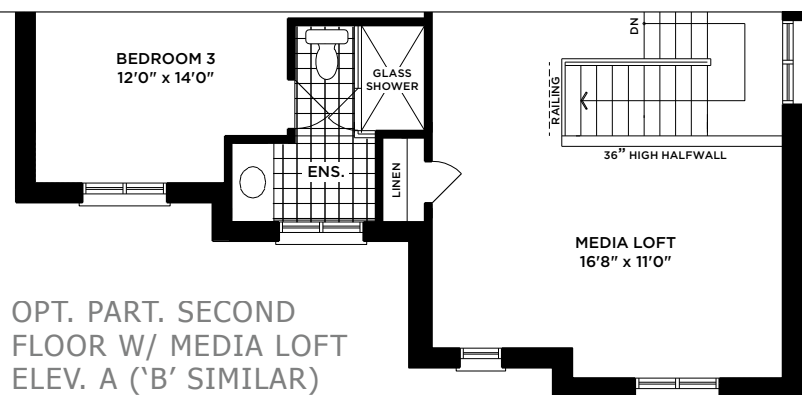 BEDROOM 3
12'0" x 14'0"
GLASS
SHOWER
DN
RAILING
36” HIGH HALFWALL
ENS.
LINEN
MEDIA LOFT
16'8" x 11'0"
OPT. PART. SECOND
FLOOR W/ MEDIA LOFT
ELEV. A (‘B’ SIMILAR)